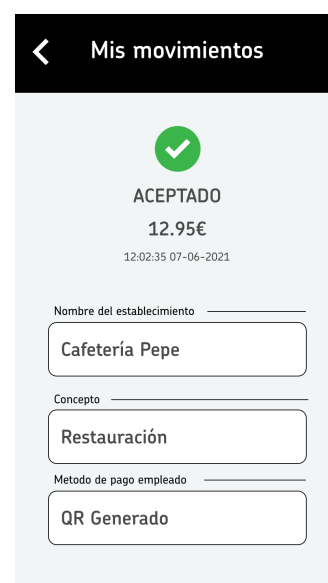 Mis movimientos
ACEPTADO
12.95€
12:02:35 07-06-2021
Nombre del establecimiento
Cafetería Pepe
Concepto
Restauración
Metodo de pago empleado
QR Generado